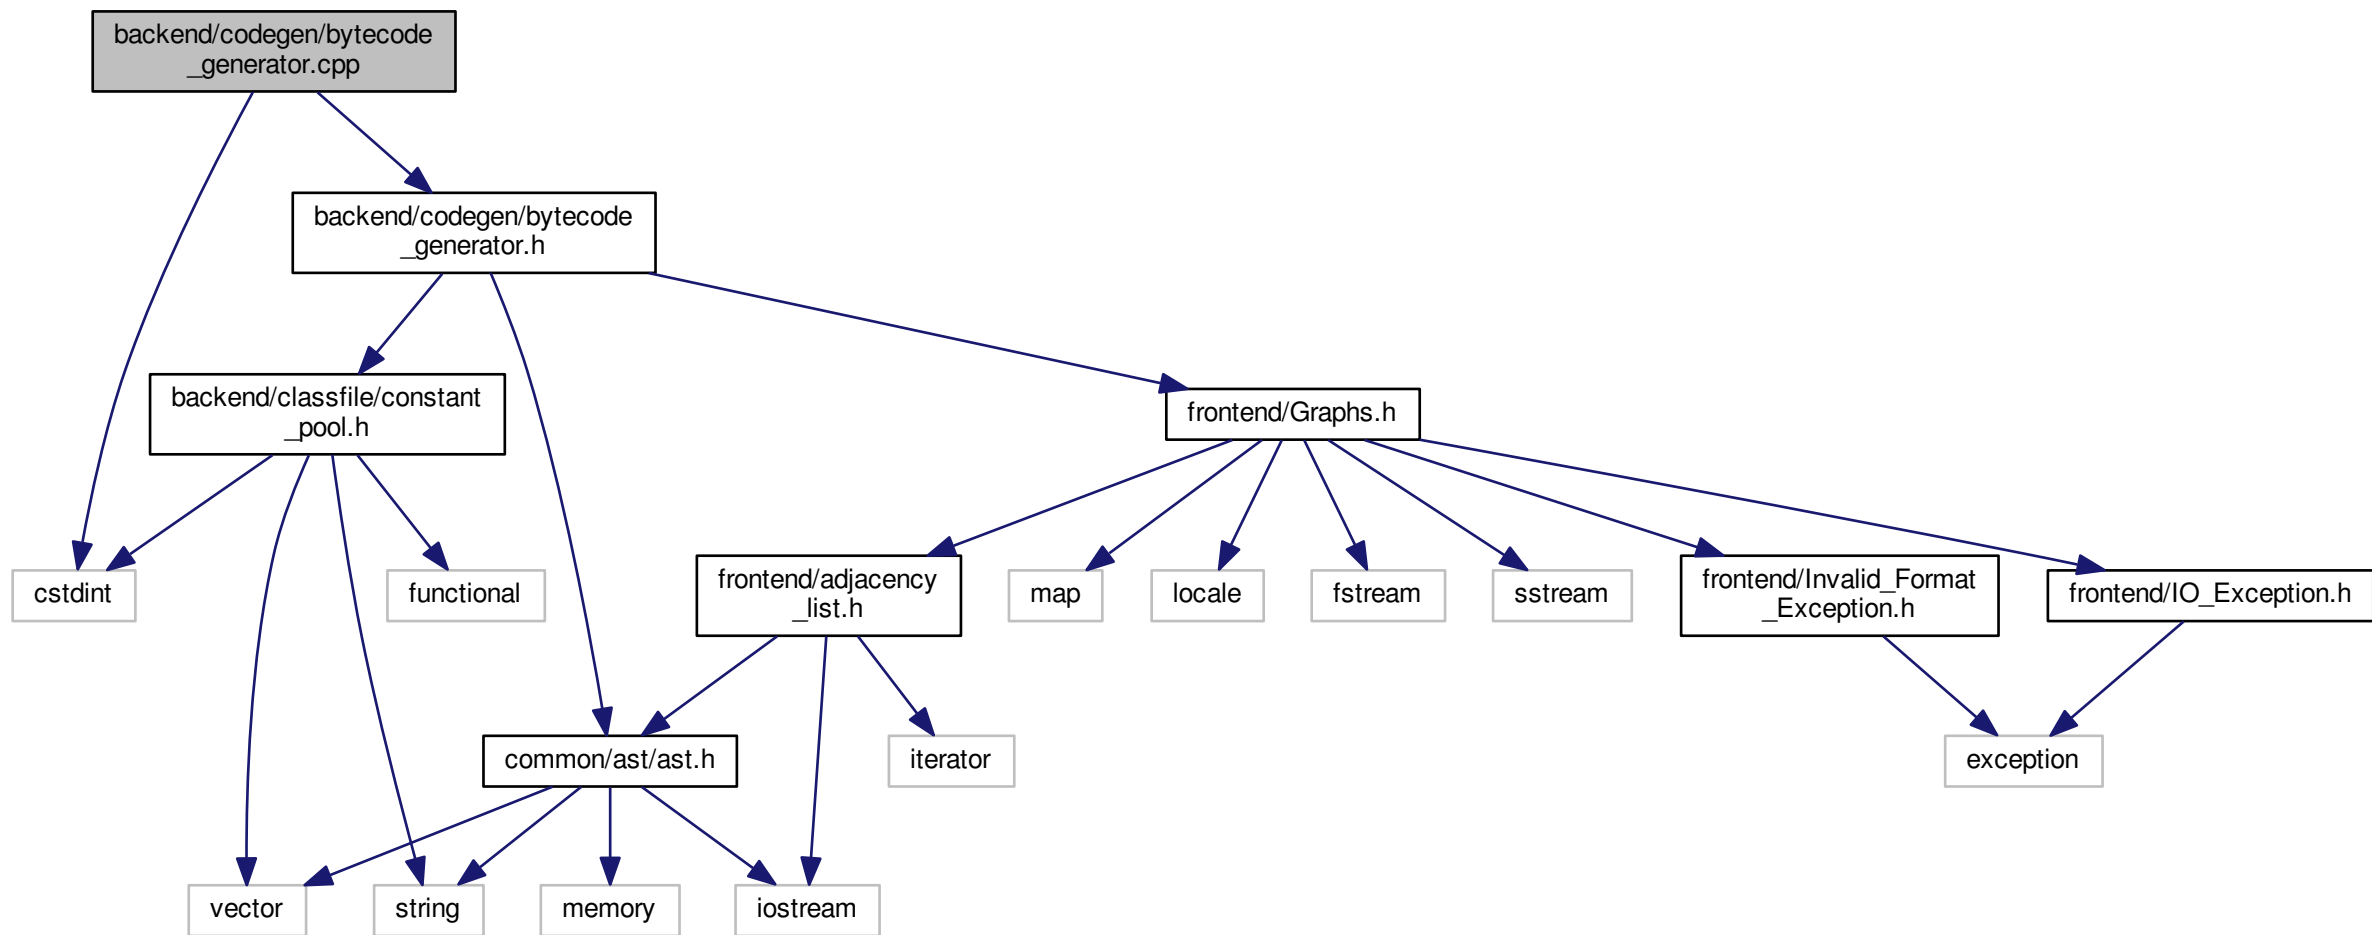 backend/codegen/bytecode
_generator.cpp
backend/codegen/bytecode
_generator.h
backend/classfile/constant
_pool.h
frontend/Graphs.h
cstdint
functional
frontend/adjacency
_list.h
map
locale
fstream
sstream
frontend/Invalid_Format
_Exception.h
frontend/IO_Exception.h
common/ast/ast.h
iterator
exception
vector
string
memory
iostream